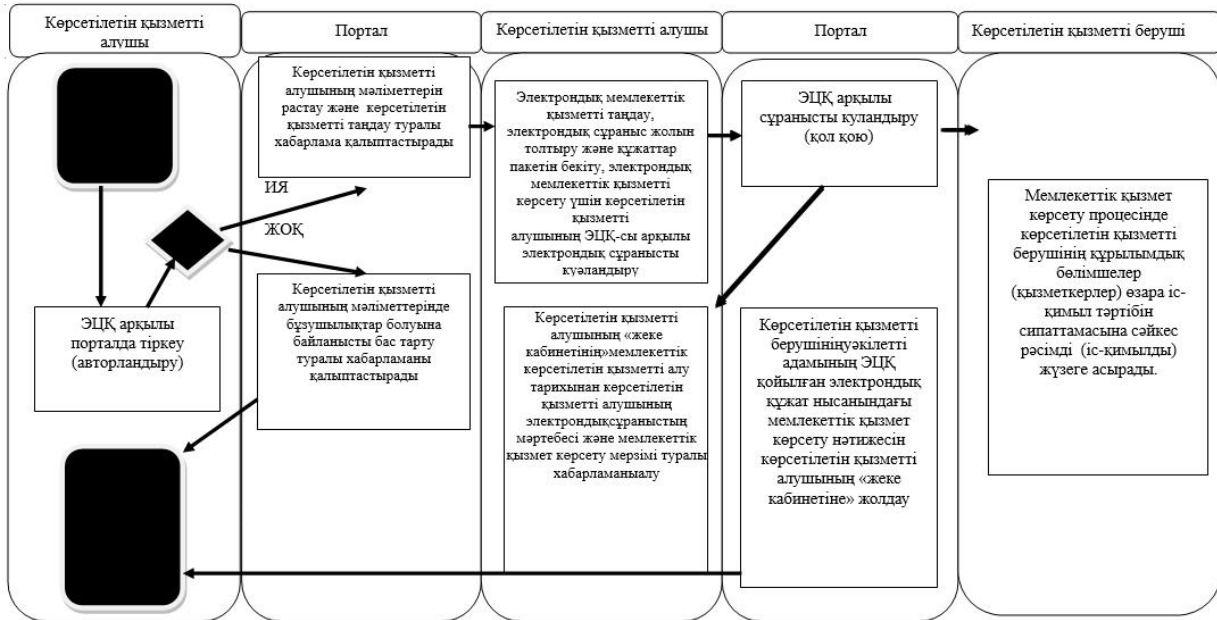 Көрсетілетін қызметті
алушы
Портал
Көрсетілетін қызметті алушы
Портал
Көрсетілетін қызметті беруші
ЭЦҚ арқылы
порталда тіркеу
(авторландыру)
ИЯ
ЖОҚ
Көрсетілетін қызметті
алушының мәліметтерін
растау және көрсетілетін
қызметті таңдау туралы
хабарлама қалыптастырады
Көрсетілетін қызметті
алушының мәліметтерінде
бұзушылықтар болуына
байланысты бас тарту
туралы хабарламаны
қалыптастырады
Электрондық мемлекеттік
қызметті таңдау,
электрондық сұраныс жолын
толтыру және құжаттар
пакетін бекіту, электрондық
мемлекеттік қызметті
көрсету үшін көрсетілетін
қызметті
алушының ЭЦҚ-сы арқылы
электрондық сұранысты
куәландыру
Көрсетілетін қызметті
алушының «жеке
кабинетінің»мемлекеттік
көрсетілетін қызметті алу
тарихынан көрсетілетін
қызметті алушының
электрондықсұраныстың
мәртебесі және мемлекеттік
қызмет көрсету мерзімі туралы
хабарламаныалу
ЭЦҚ арқылы
сұранысты куландыру
(қол қою)
Көрсетілетін қызметті
берушініңуәкілетті
адамының ЭЦҚ
қойылған электрондық
құжат нысанындағы
мемлекеттік қызмет
көрсету нәтижесін
көрсетілетін қызметті
алушының «жеке
кабинетіне» жолдау
Мемлекеттік қызмет
көрсету процесінде
көрсетілетін қызметті
берушінің құрылымдық
бөлімшелер
(қызметкерлер) өзара іс-
қимыл тәртібін
сипаттамасына сәйкес
рәсімді (іс-қимылды)
жүзеге асырады.